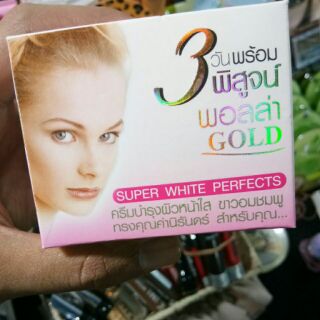 3 วันพร้อม
พิสูจน์
พอลล่า
GOLD
SUPER WHITE PERFECTS
ครีมบำรุงผิวหน้าใส ขาวอมชมพู
ทรงคุณค่านิรันดร์ สำหรับคุณ...